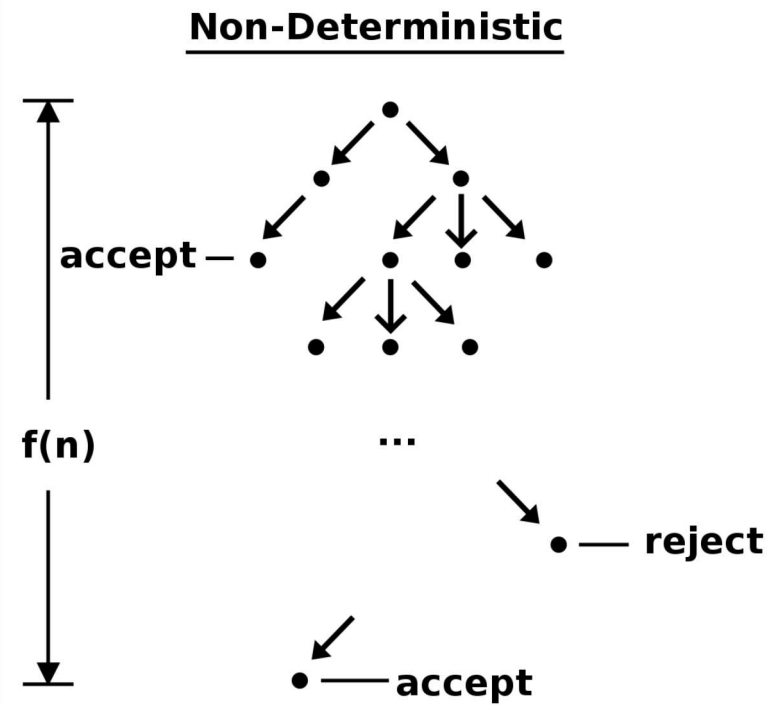 Non-Deterministic
accept
f(n)
...
reject
accept